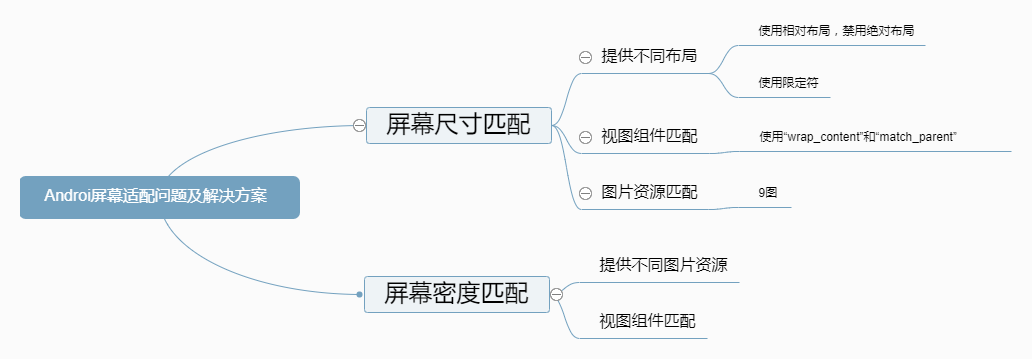 Androi屏幕适配问题及解决方案
屏幕尺寸匹配
提供不同布局
使用相对布局，禁用绝对布局
使用限定符
视图组件匹配
使用“wrap_content”和“match_parent”
图片资源匹配
9图
屏幕密度匹配
提供不同图片资源
视图组件匹配